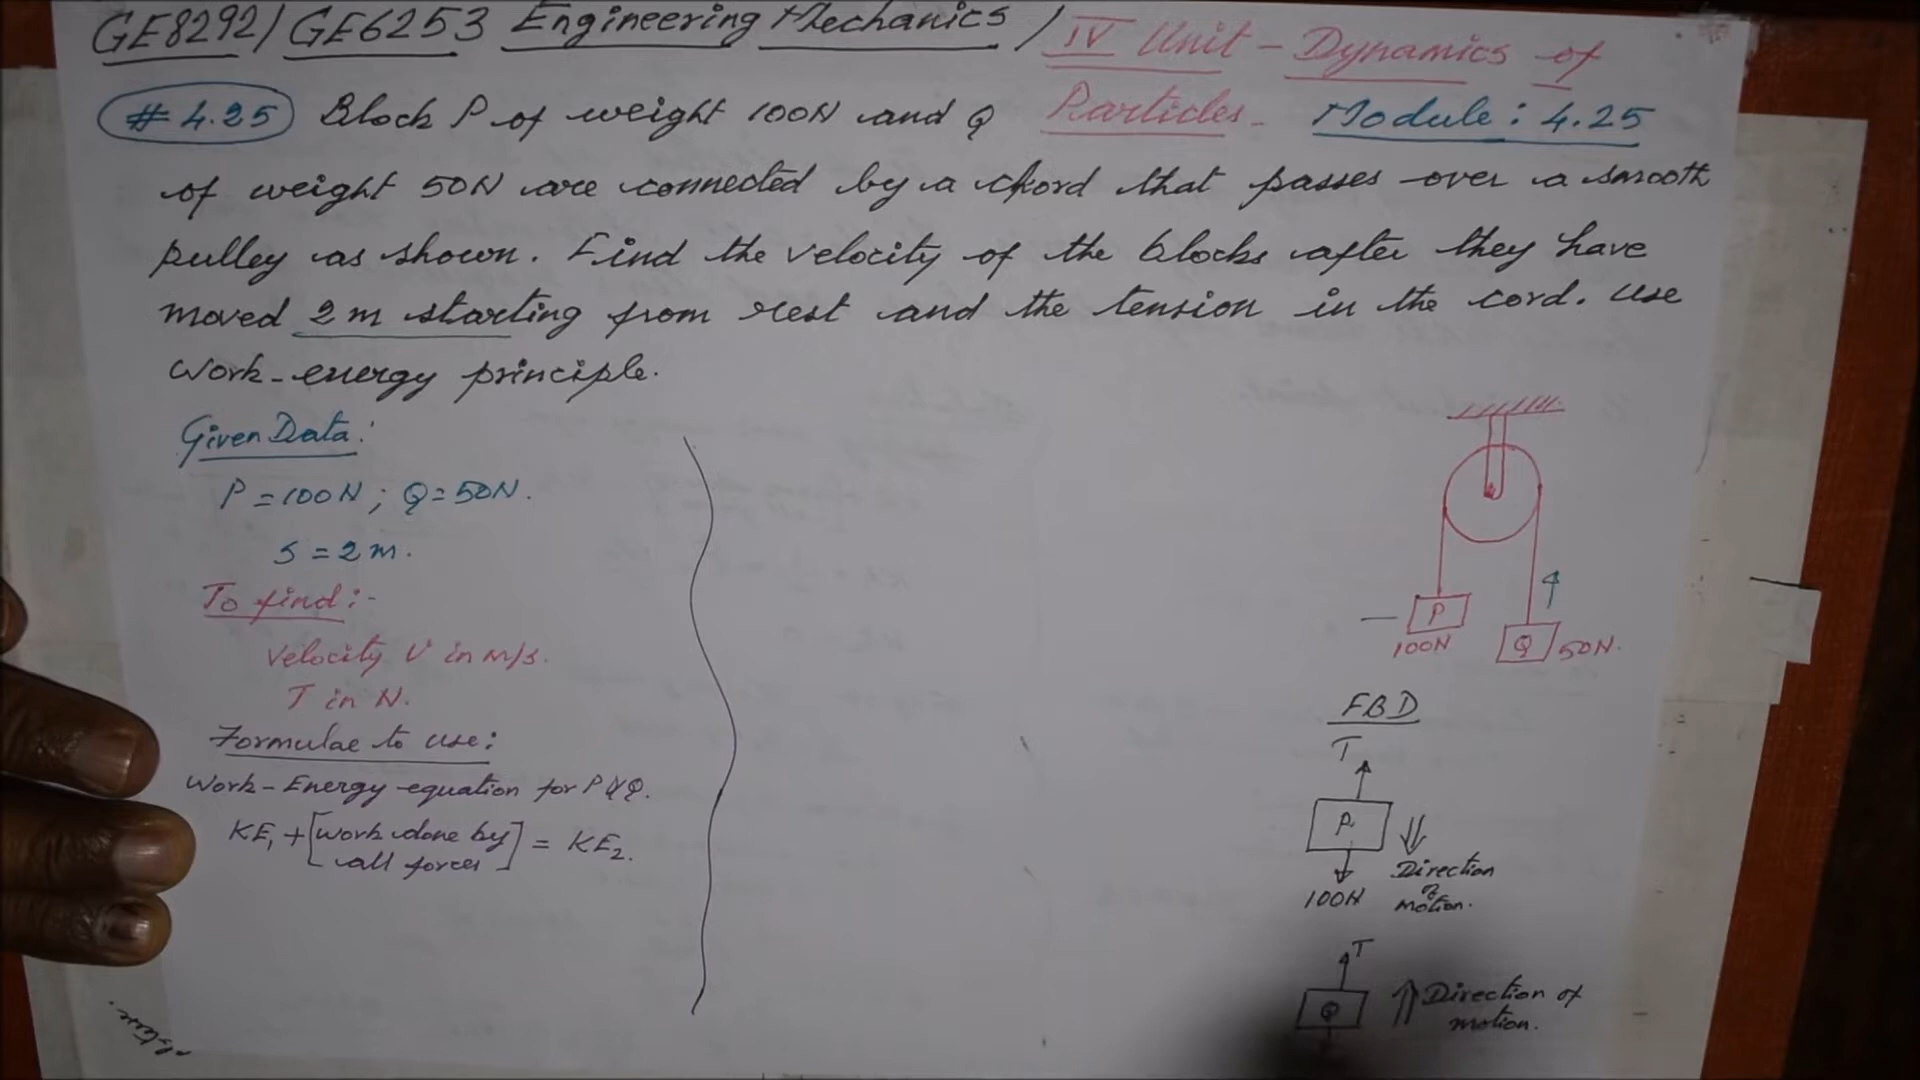 GE8292/GE6253 Engineering Mechanics / IV Unit - Dynamics of
Particles- Module: 4.25
# 4.25 Block P of weight 100N and Q
of weight 50N are connected by a chord that passes over a smooth
pulley as shown. Find the velocity of the blocks after they have
moved 2m starting from rest and the tension in the cord. Use
work-energy principle.
Given Data:
P = 100N ; Q = 50N.
S = 2m.
To find:-
Velocity V in m/s.
T in N.
Formulae to use:
Work-Energy equation for P & Q.
KE1 + [work done by
all forces] = KE2.
P
100N
Q 50N.
FBD
T
P
100N
Direction
of
motion.
T
Q
Direction of
motion.